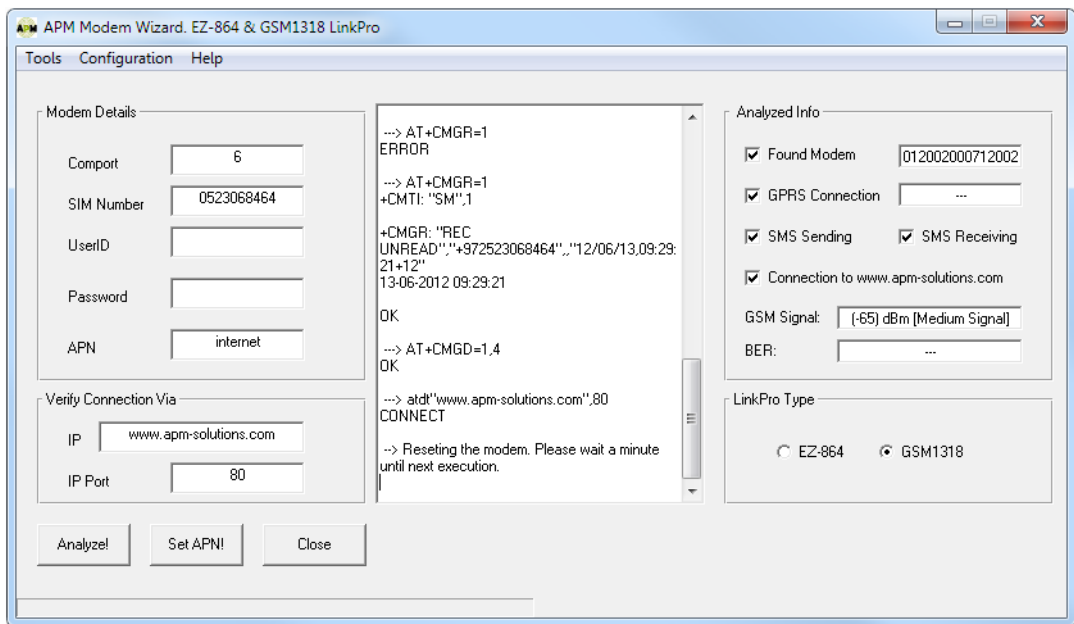 APM APM Modem Wizard. EZ-864 & GSM1318 LinkPro
Tools Configuration Help
Modem Details
Comport 6
SIM Number 0523068464
UserID
Password
APN internet
Verify Connection Via
IP www.apm-solutions.com
IP Port 80
Analyze! Set APN! Close
---> AT+CMGR=1
ERROR
---> AT+CMGR=1
+CMTI: "SM",1
+CMGR: "REC
UNREAD","+972523068464",,"12/06/13,09:29:
21+12"
13-06-2012 09:29:21
OK
---> AT+CMGD=1,4
OK
---> atdt"www.apm-solutions.com",80
CONNECT
--> Reseting the modem. Please wait a minute
until next execution.
Analyzed Info
Found Modem 012002000712002
GPRS Connection ---
SMS Sending SMS Receiving
Connection to www.apm-solutions.com
GSM Signal: (-65) dBm [Medium Signal]
BER: ---
LinkPro Type
EZ-864 GSM1318